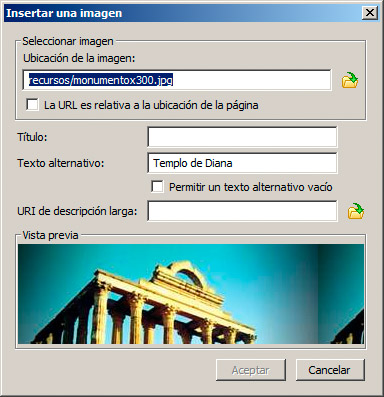 Insertar una imagen
Seleccionar imagen
Ubicación de la imagen:
recursos/monumentox300.jpg
La URL es relativa a la ubicación de la página
Título:
Texto alternativo: Templo de Diana
Permitir un texto alternativo vacío
URI de descripción larga:
Vista previa
Aceptar Cancelar